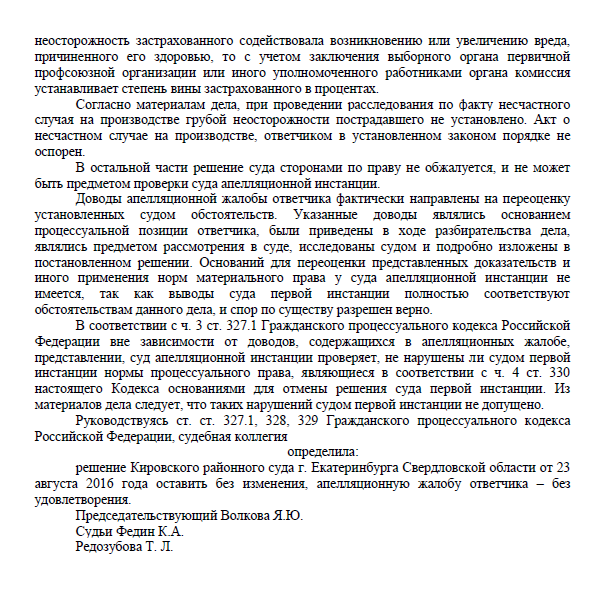 неосторожность застрахованного содействовала возникновению или увеличению вреда,
причиненного его здоровью, то с учетом заключения выборного органа первичной
профсоюзной организации или иного уполномоченного работниками органа комиссия
устанавливает степень вины застрахованного в процентах.
Согласно материалам дела, при проведении расследования по факту несчастного
случая на производстве грубой неосторожности пострадавшего не установлено. Акт о
несчастном случае на производстве, ответчиком в установленном законом порядке не
оспорен.
В остальной части решение суда сторонами по праву не обжалуется, и не может
быть предметом проверки суда апелляционной инстанции.
Доводы апелляционной жалобы ответчика фактически направлены на переоценку
установленных судом обстоятельств. Указанные доводы являлись основанием
процессуальной позиции ответчика, были приведены в ходе разбирательства дела,
являлись предметом рассмотрения в суде, исследованы судом и подробно изложены в
постановленном решении. Оснований для переоценки представленных доказательств и
иного применения норм материального права у суда апелляционной инстанции не
имеется, так как выводы суда первой инстанции полностью соответствуют
обстоятельствам данного дела, и спор по существу разрешен верно.
В соответствии с ч. 3 ст. 327.1 Гражданского процессуального кодекса Российской
Федерации вне зависимости от доводов, содержащихся в апелляционных жалобе,
представлении, суд апелляционной инстанции проверяет, не нарушены ли судом первой
инстанции нормы процессуального права, являющиеся в соответствии с ч. 4 ст. 330
настоящего Кодекса основаниями для отмены решения суда первой инстанции. Из
материалов дела следует, что таких нарушений судом первой инстанции не допущено.
Руководствуясь ст. ст. 327.1, 328, 329 Гражданского процессуального кодекса
Российской Федерации, судебная коллегия
определила:
решение Кировского районного суда г. Екатеринбурга Свердловской области от 23
августа 2016 года оставить без изменения, апелляционную жалобу ответчика – без
удовлетворения.
Председательствующий Волкова Я.Ю.
Судьи Федин К.А.
Редозубова Т. Л.